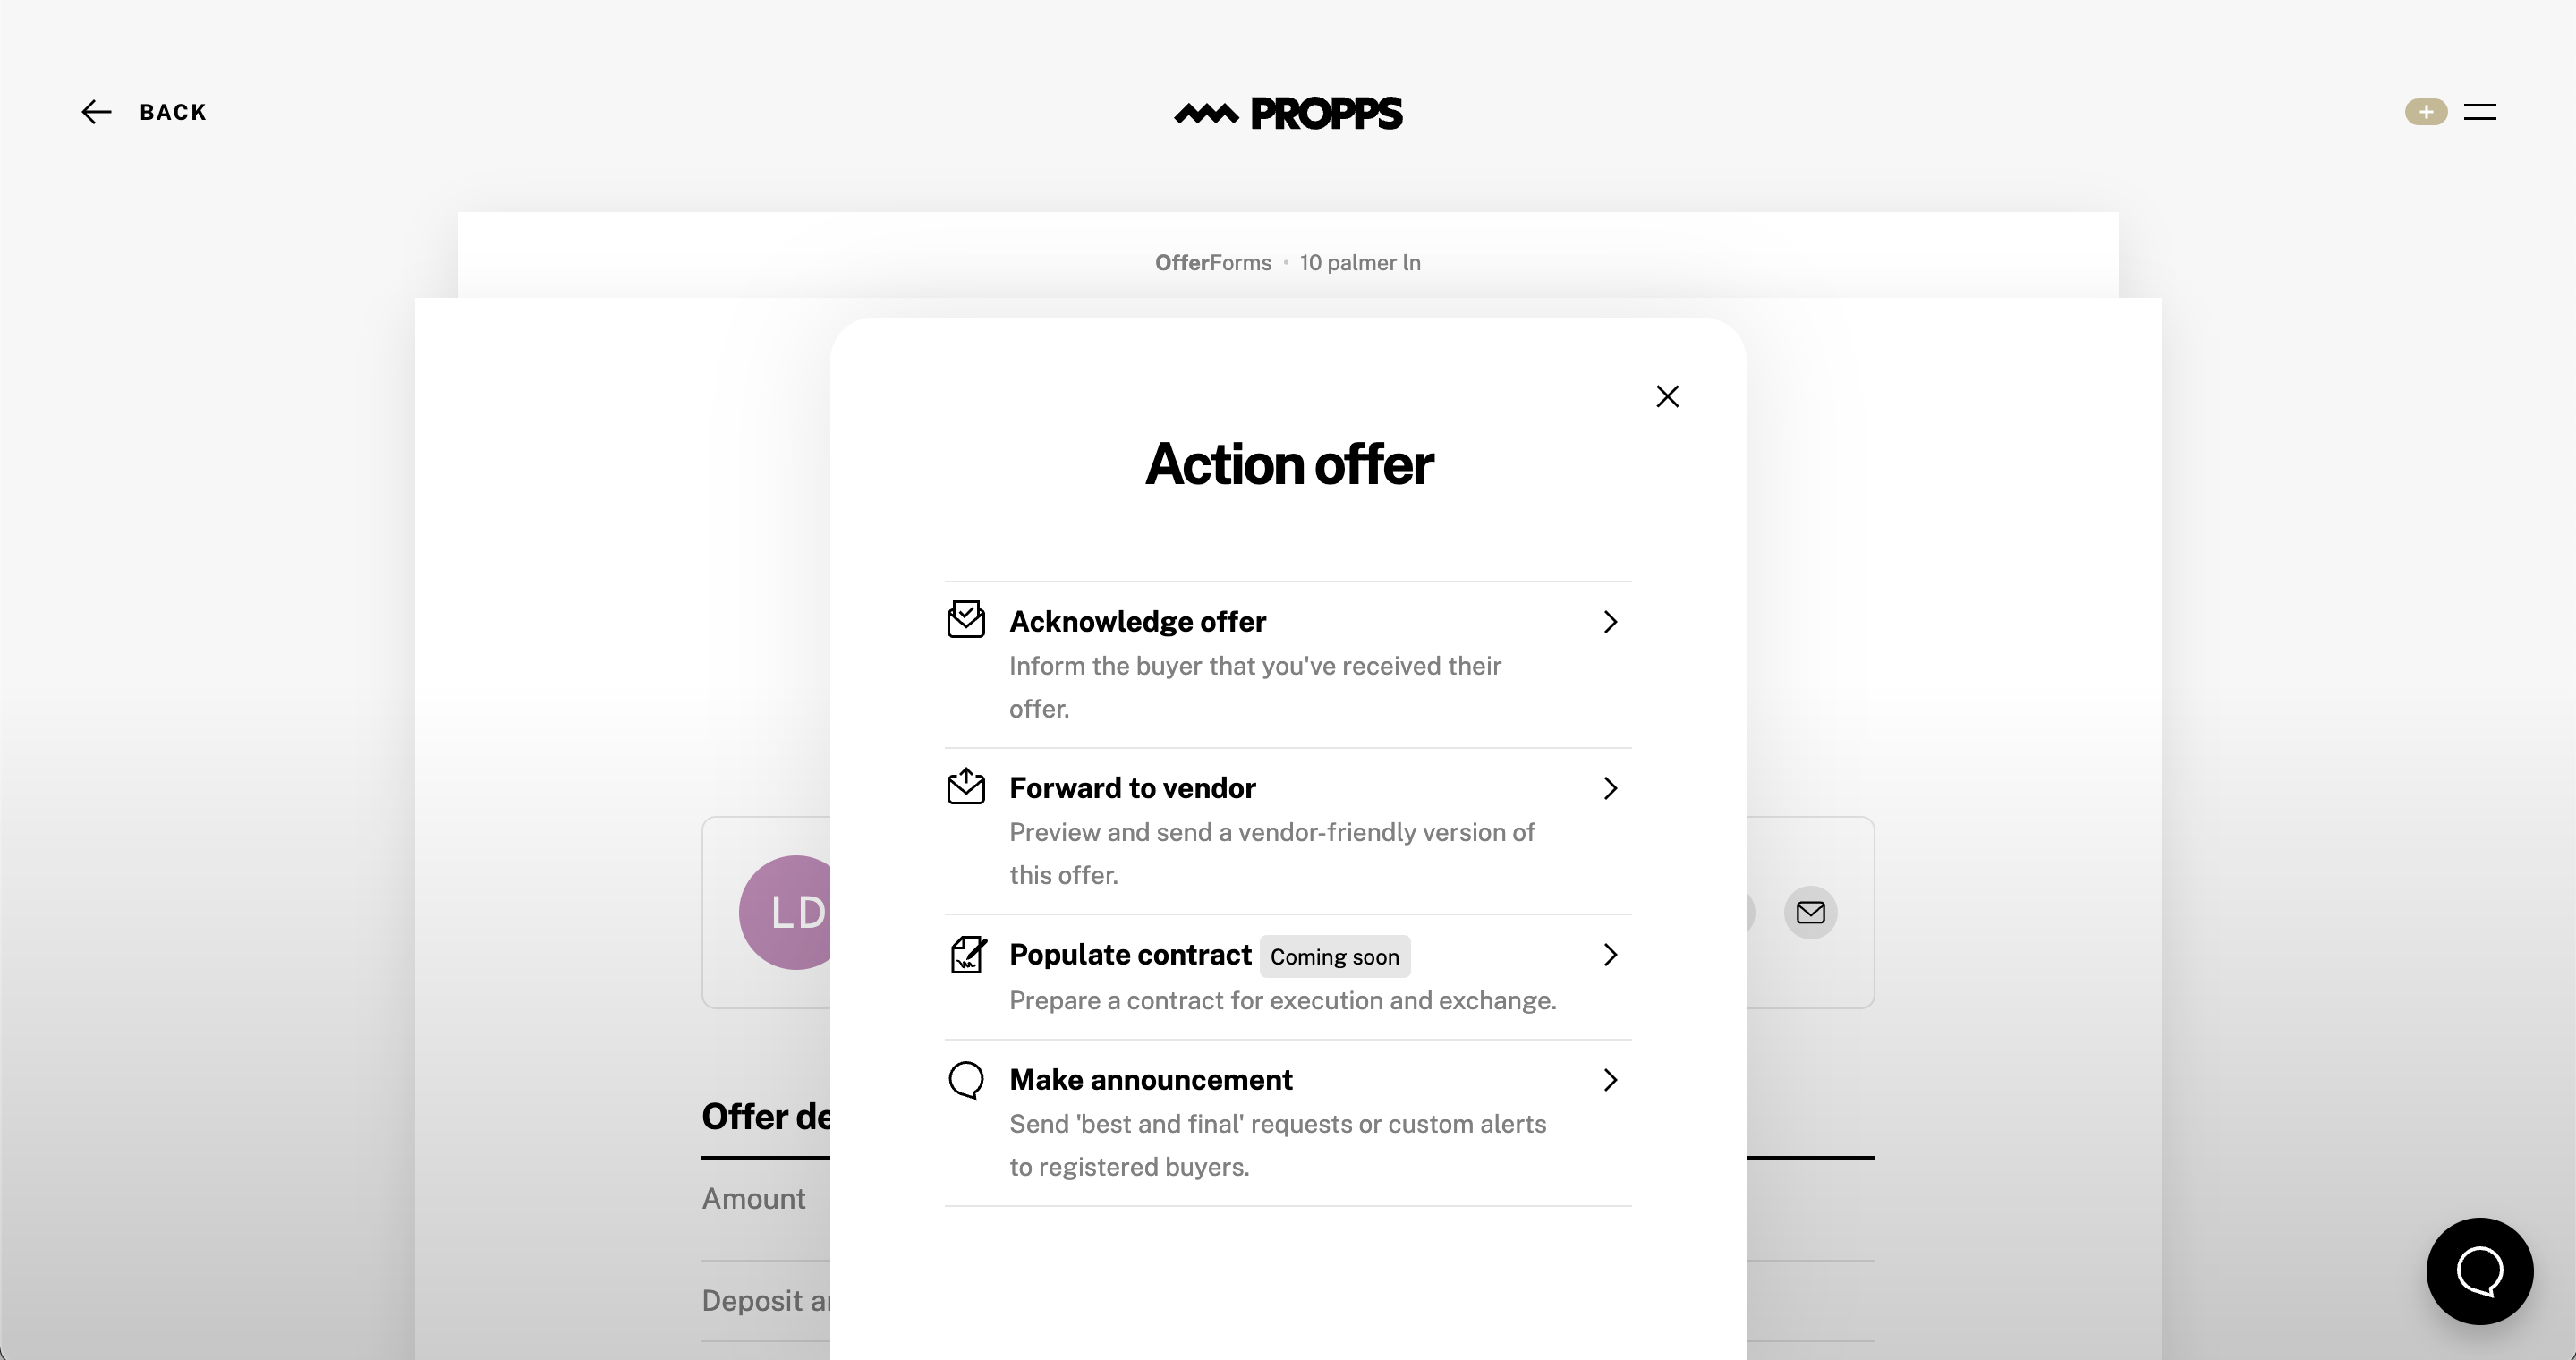 BACK
PROPPS
OfferForms • 10 palmer ln
Action offer
Acknowledge offer
Inform the buyer that you've received their
offer.
Forward to vendor
Preview and send a vendor-friendly version of
this offer.
LD
Populate contract Coming soon
Prepare a contract for execution and exchange.
Make announcement
Send 'best and final' requests or custom alerts
to registered buyers.
Offer de
Amount
Deposit